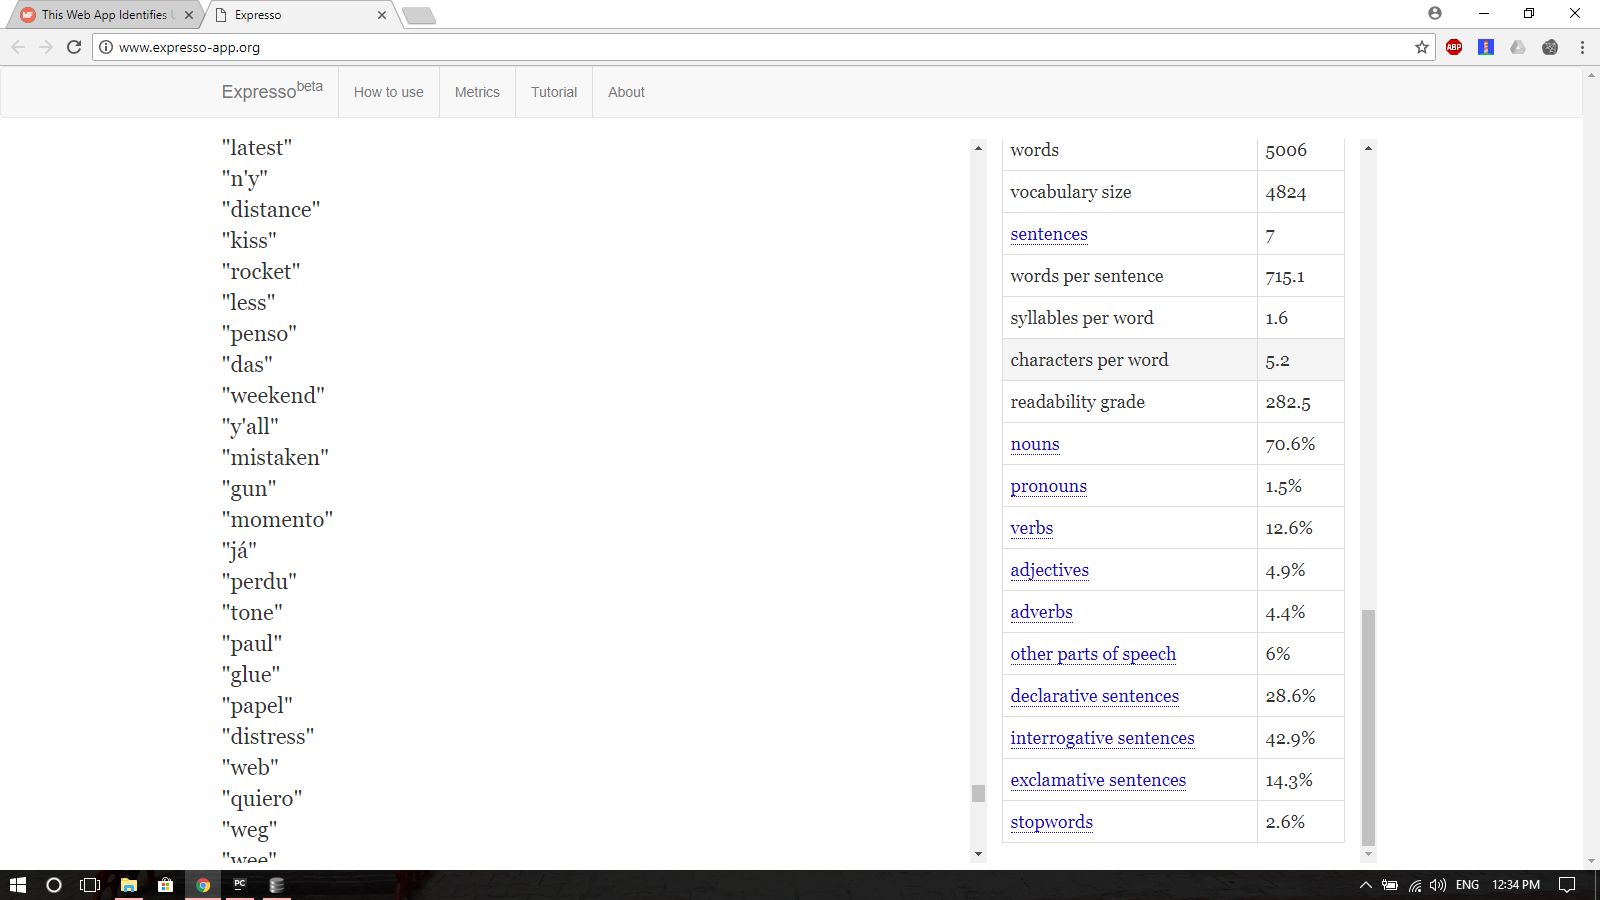 This Web App Identifies
Expresso
www.expresso-app.org
ABP
Expresso beta
How to use
Metrics
Tutorial
About
"latest"
"n'y"
"distance"
"kiss"
"rocket"
"less"
"penso"
"das"
"weekend"
"y'all"
"mistaken"
"gun"
"momento"
"já"
"perdu"
"tone"
"paul"
"glue"
"papel"
"distress"
"web"
"quiero"
"weg"
"wee"
words 5006
vocabulary size 4824
sentences 7
words per sentence 715.1
syllables per word 1.6
characters per word 5.2
readability grade 282.5
nouns 70.6%
pronouns 1.5%
verbs 12.6%
adjectives 4.9%
adverbs 4.4%
other parts of speech 6%
declarative sentences 28.6%
interrogative sentences 42.9%
exclamative sentences 14.3%
stopwords 2.6%
PC
ENG 12:34 PM